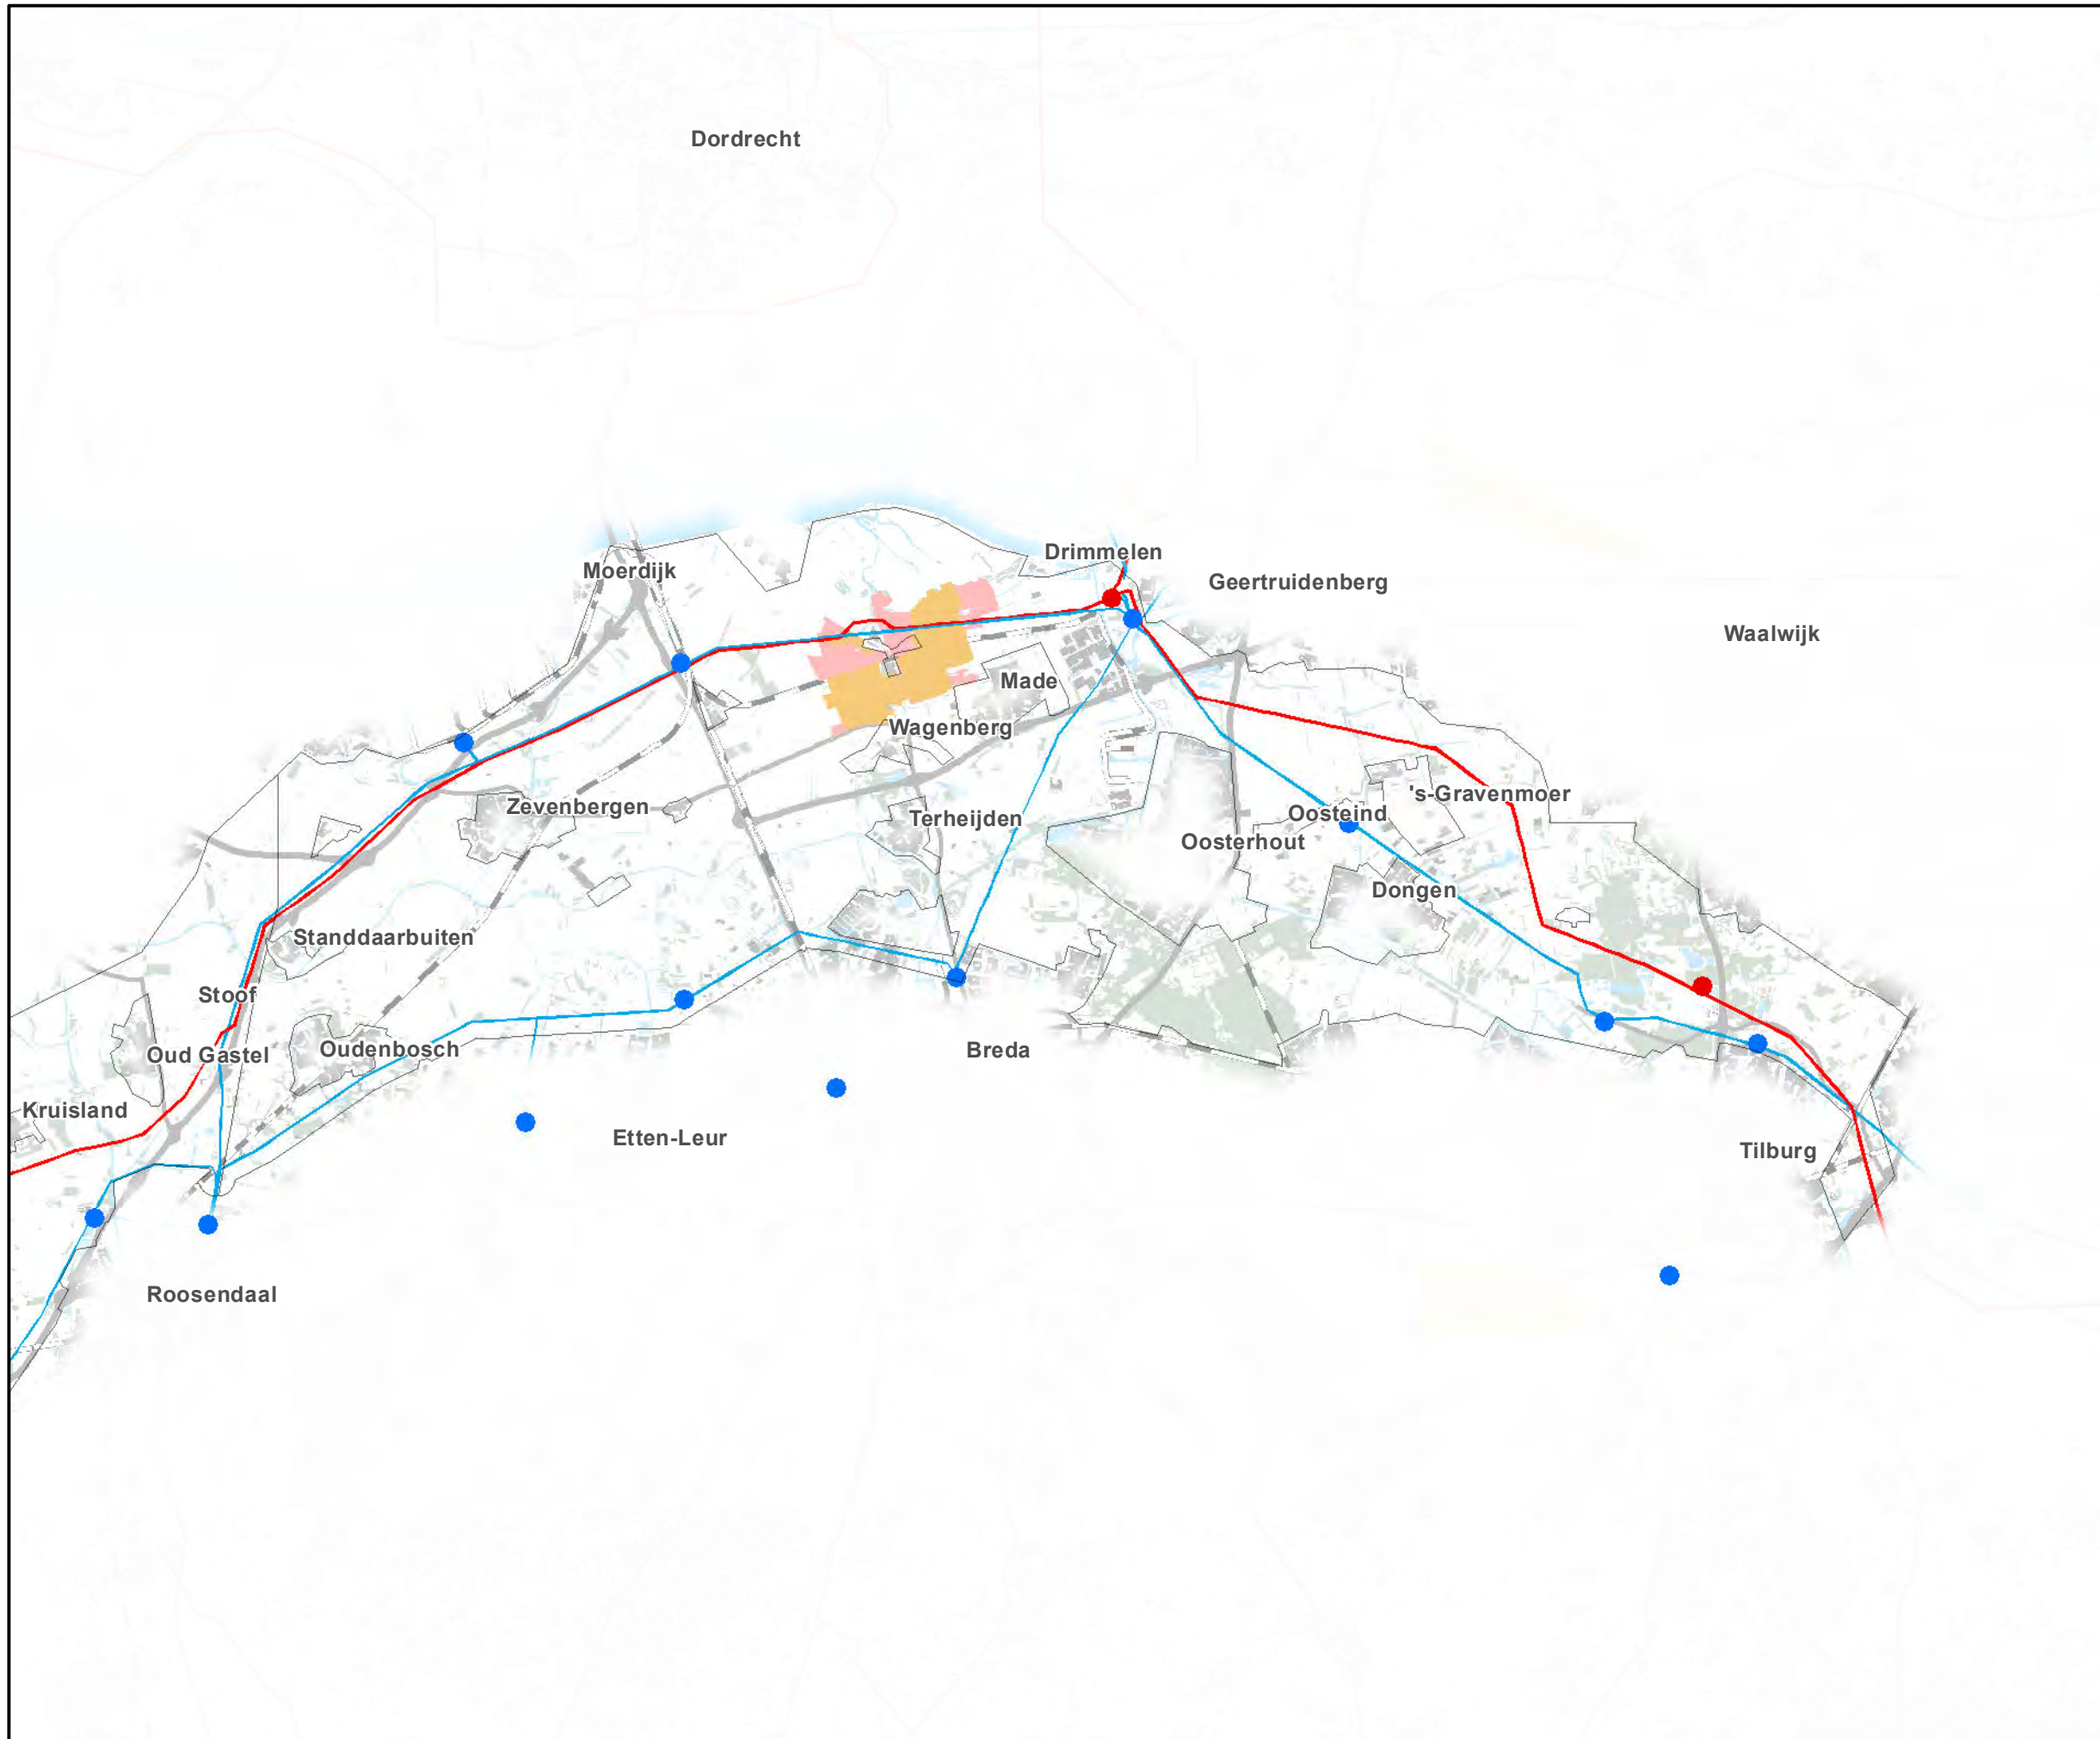 Dordrecht
Drimmelen
Moerdijk
Geertruidenberg
Waalwijk
Made
Wagenberg
Zevenbergen
's-Gravenmoer
Oosteind
Terheijden
Oosterhout
Dongen
Standdaarbuiten
Stoof
Oudenbosch
Breda
Oud Gastel
Kruisland
Etten-Leur
Tilburg
Roosendaal